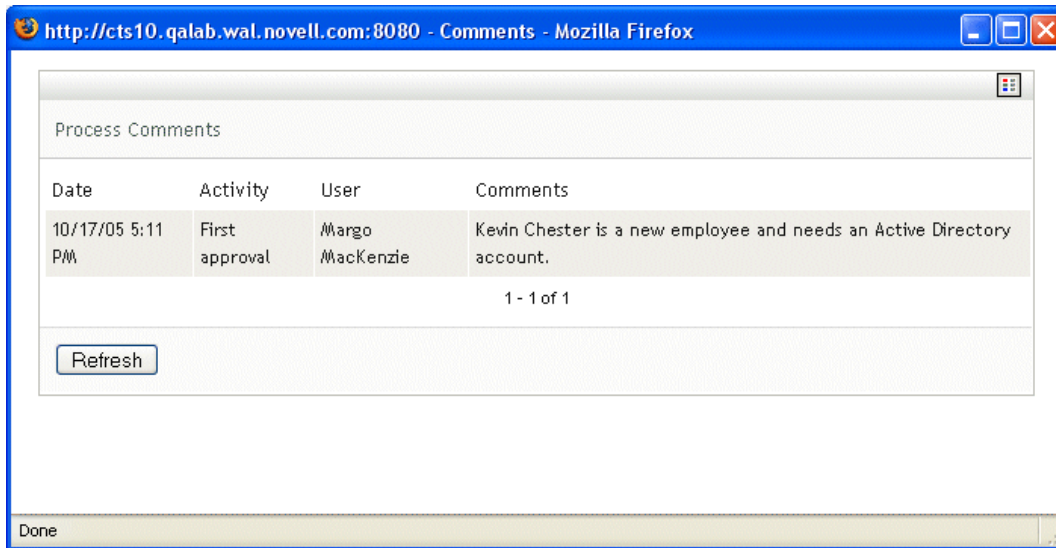 http://cts10.qalab.wal.novell.com:8080 - Comments - Mozilla Firefox
Process Comments
Date Activity User Comments
10/17/05 5:11 First Margo Kevin Chester is a new employee and needs an Active Directory
PM approval MacKenzie account.
1 - 1 of 1
Refresh
Done